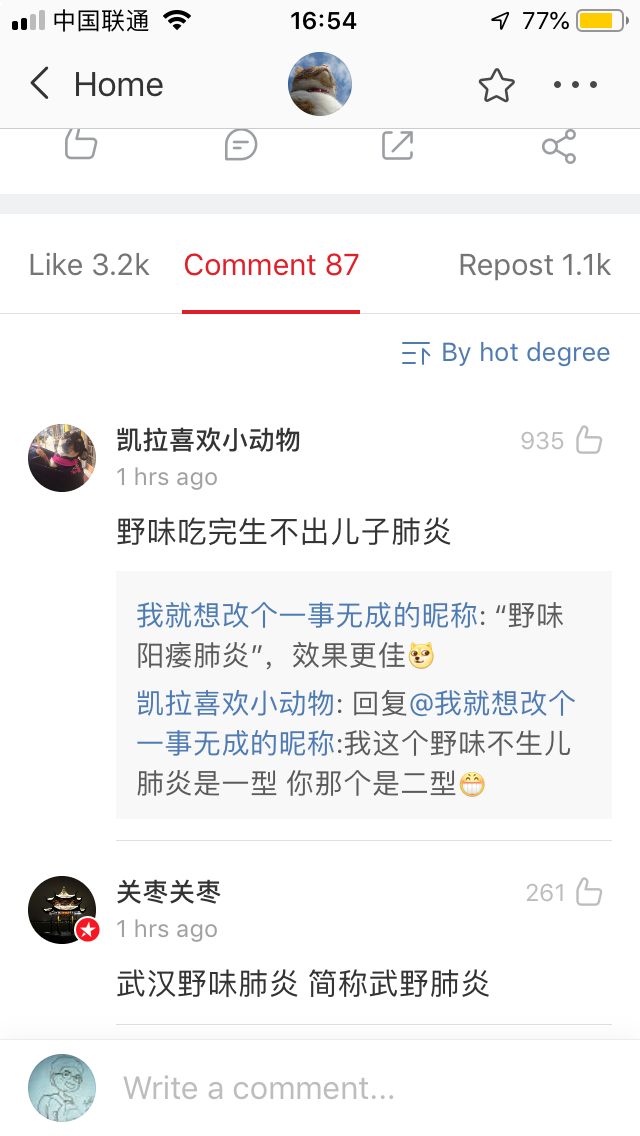 中国联通 16:54 77%
Home
Like 3.2k Comment 87 Repost 1.1k
By hot degree
凯拉喜欢小动物 935
1 hrs ago
野味吃完生不出儿子肺炎
我就想改个一事无成的昵称: “野味
阳痿肺炎”，效果更佳
凯拉喜欢小动物: 回复@我就想改个
一事无成的昵称:我这个野味不生儿
肺炎是一型 你那个是二型
关枣关枣 261
1 hrs ago
武汉野味肺炎 简称武野肺炎
Write a comment...